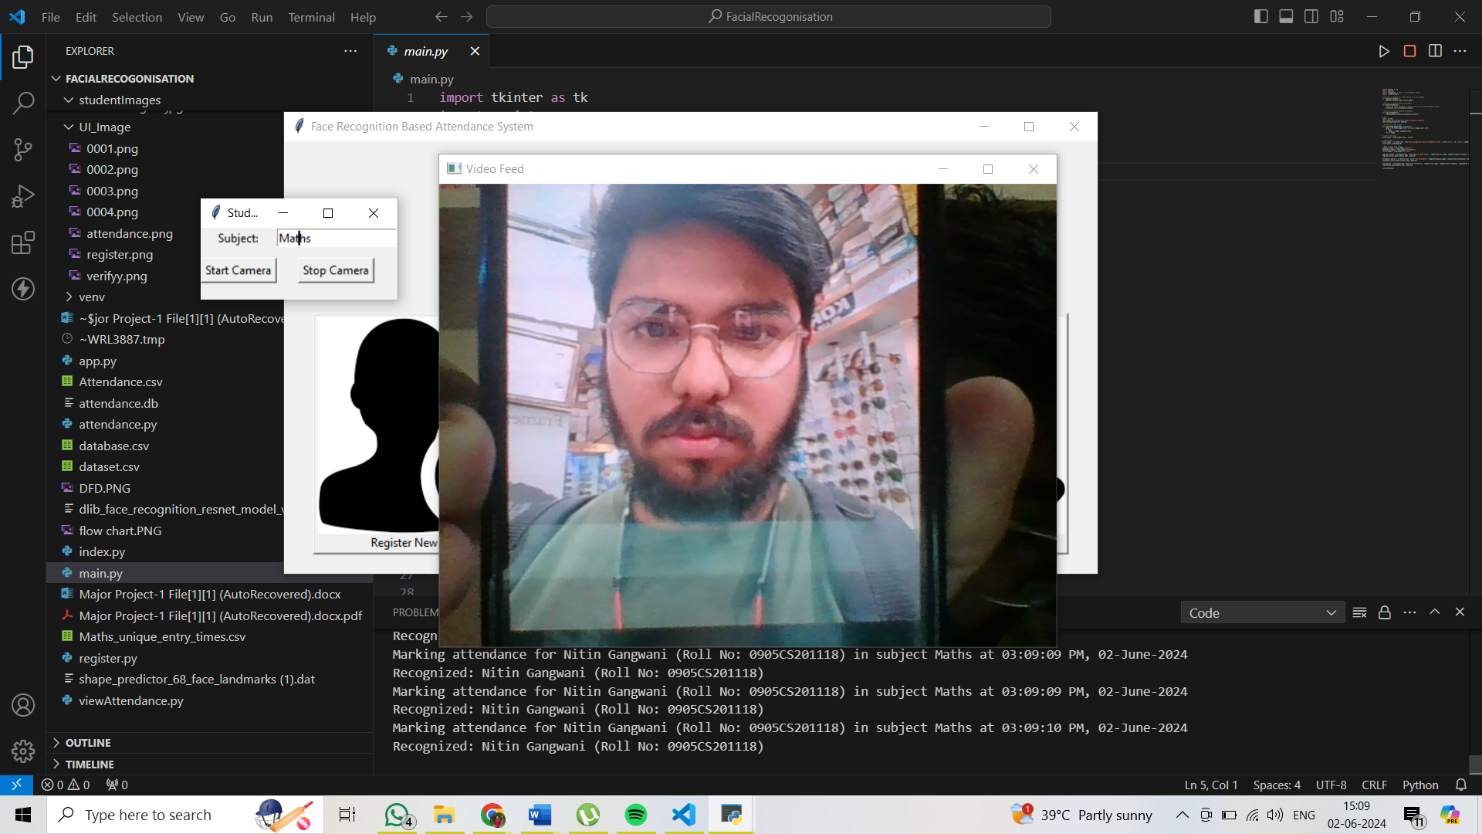 File Edit Selection View Go Run Terminal Help
FacialRecogonisation
EXPLORER
FACIALRECOGONISATION
studentImages
UI_Image
0001.png
0002.png
0003.png
0004.png
attendance.png
register.png
verifyy.png
venv
~$jor Project-1 File[1][1] (AutoRecove
~WRL3887.tmp
app.py
Attendance.csv
attendance.db
attendance.py
database.csv
dataset.csv
DFD.PNG
dlib_face_recognition_resnet_model_v
flow chart.PNG
index.py
main.py
Major Project-1 File[1][1] (AutoRecovered).docx
Major Project-1 File[1][1] (AutoRecovered).docx.pdf
Maths_unique_entry_times.csv
register.py
shape_predictor_68_face_landmarks (1).dat
viewAttendance.py
OUTLINE
TIMELINE
main.py
main.py
1 import tkinter as tk
Face Recognition Based Attendance System
Video Feed
Stud...
Subject: Maths
Start Camera Stop Camera
Register New
27
28
PROBLEM
Code
Recogn
Marking attendance for Nitin Gangwani (Roll No: 0905CS201118) in subject Maths at 03:09:09 PM, 02-June-2024
Recognized: Nitin Gangwani (Roll No: 0905CS201118)
Marking attendance for Nitin Gangwani (Roll No: 0905CS201118) in subject Maths at 03:09:09 PM, 02-June-2024
Recognized: Nitin Gangwani (Roll No: 0905CS201118)
Marking attendance for Nitin Gangwani (Roll No: 0905CS201118) in subject Maths at 03:09:10 PM, 02-June-2024
Recognized: Nitin Gangwani (Roll No: 0905CS201118)
0 0 0
Ln 5, Col 1 Spaces: 4 UTF-8 CRLF Python
Type here to search
4
1
39°C Partly sunny
ENG
15:09
02-06-2024
11
PRE